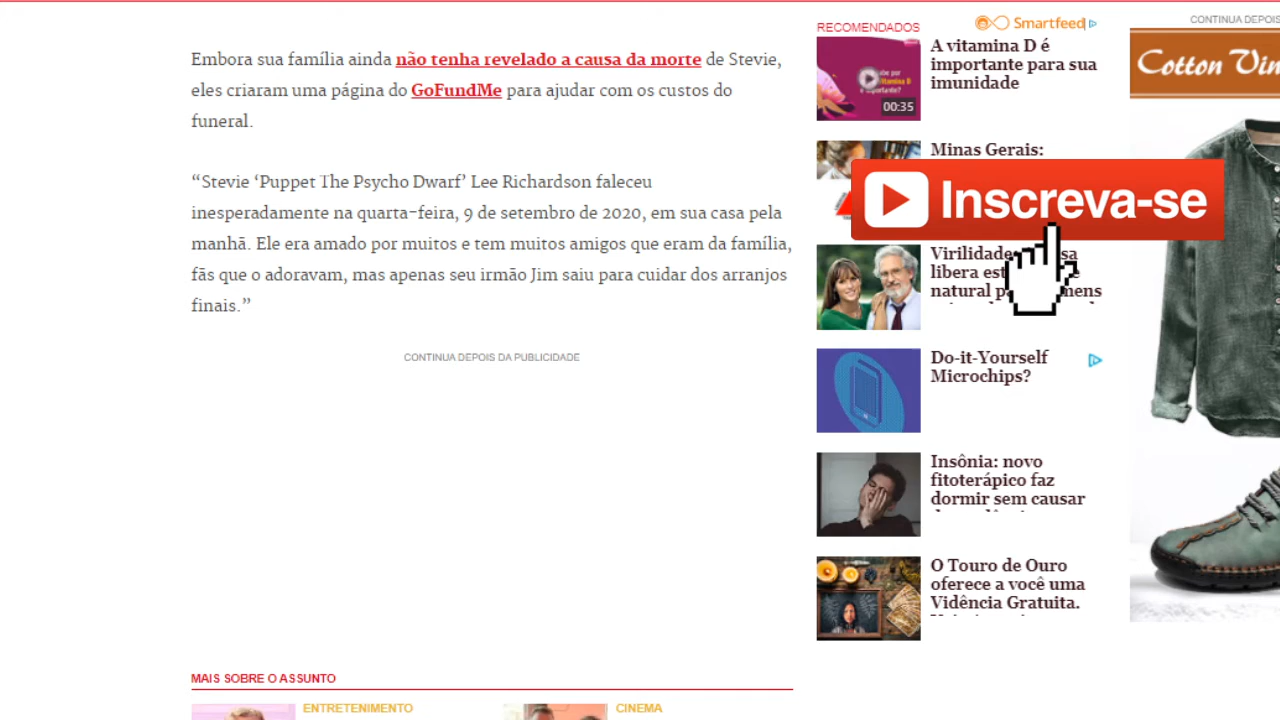 Embora sua família ainda não tenha revelado a causa da morte de Stevie,
eles criaram uma página do GoFundMe para ajudar com os custos do
funeral.
“Stevie ‘Puppet The Psycho Dwarf’ Lee Richardson faleceu
inesperadamente na quarta-feira, 9 de setembro de 2020, em sua casa pela
manhã. Ele era amado por muitos e tem muitos amigos que eram da família,
fãs que o adoravam, mas apenas seu irmão Jim saiu para cuidar dos arranjos
finais.”
CONTINUA DEPOIS DA PUBLICIDADE
MAIS SOBRE O ASSUNTO
ENTRETENIMENTO
CINEMA
RECOMENDADOS
Smartfeed
A vitamina D é
importante para sua
imunidade
00:35
Minas Gerais:
Inscreva-se
Virilidade:
libera
natural
Do-it-Yourself
Microchips?
Insônia: novo
fitoterápico faz
dormir sem causar
O Touro de Ouro
oferece a você uma
Vidência Gratuita.
CONTINUA DEPOIS
Cotton